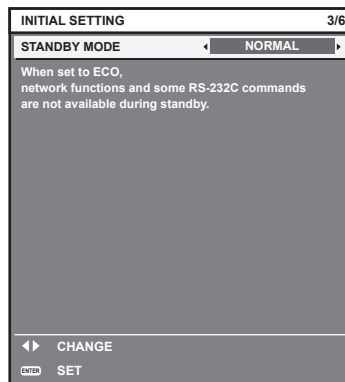 INITIAL SETTING 3/6
STANDBY MODE NORMAL
When set to ECO,
network functions and some RS-232C commands
are not available during standby.
CHANGE
ENTER SET